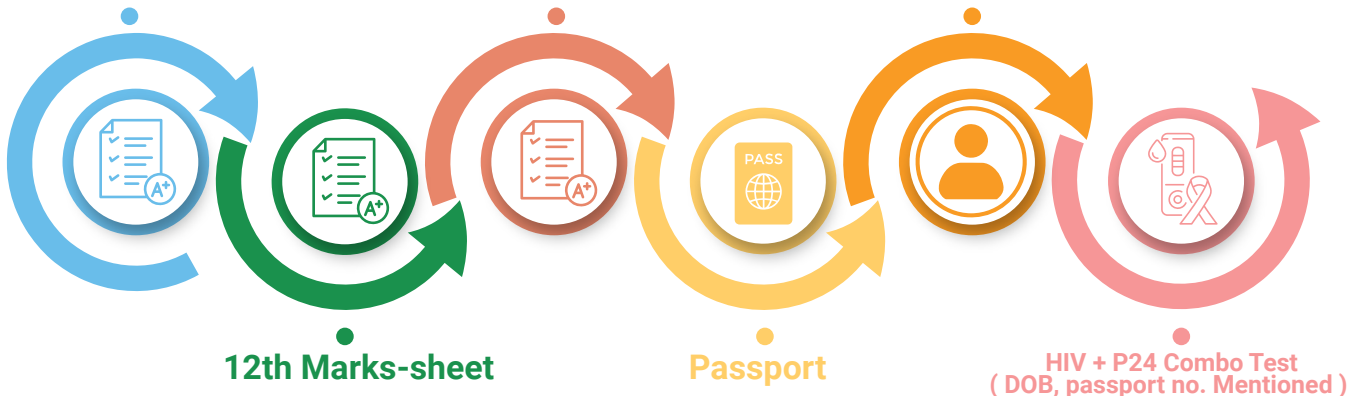 A+
A+
A+
PASS
12th Marks-sheet
Passport
HIV + P24 Combo Test
( DOB, passport no. Mentioned )